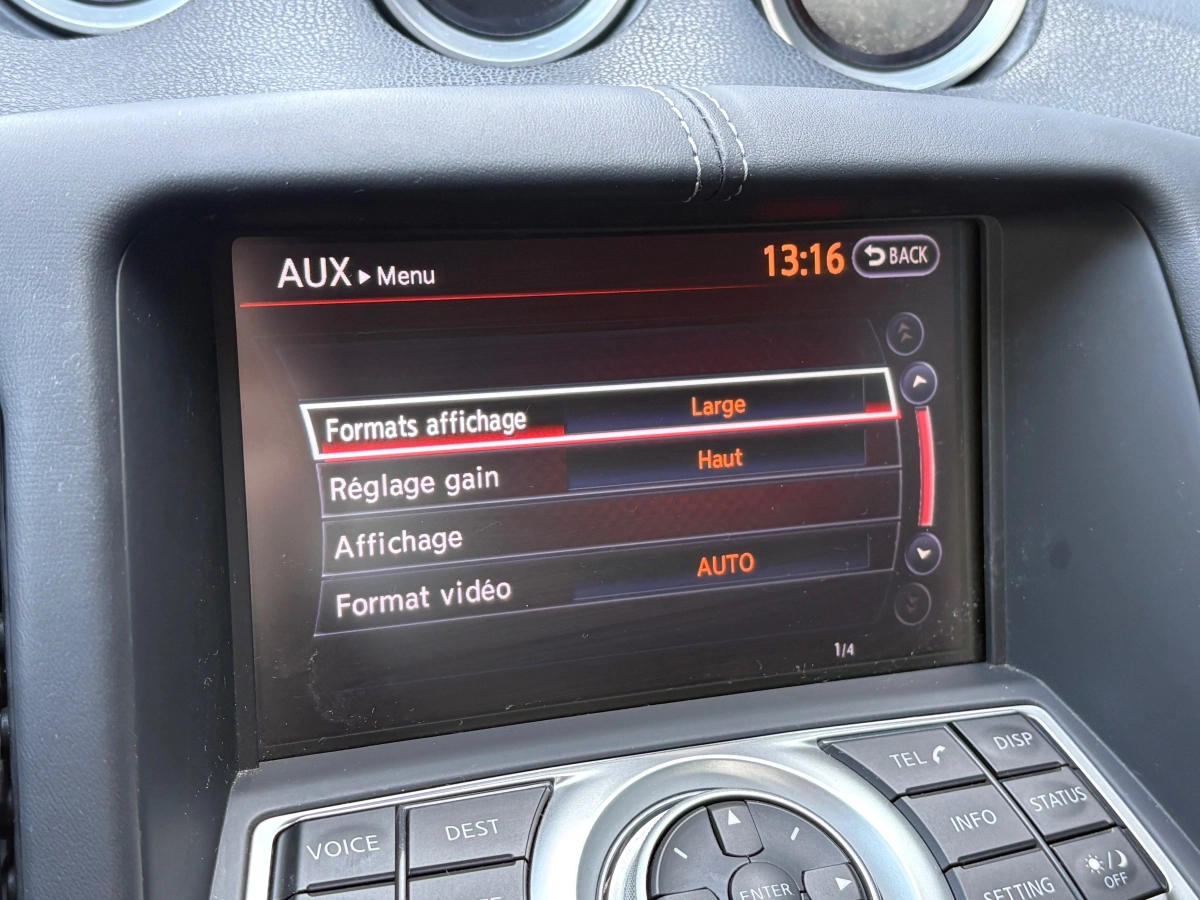 AUX ▸ Menu 13:16 BACK
Formats affichage Large
Réglage gain Haut
Affichage
Format vidéo AUTO
1/4
TEL DISP
VOICE DEST INFO STATUS
ENTER SETTING OFF